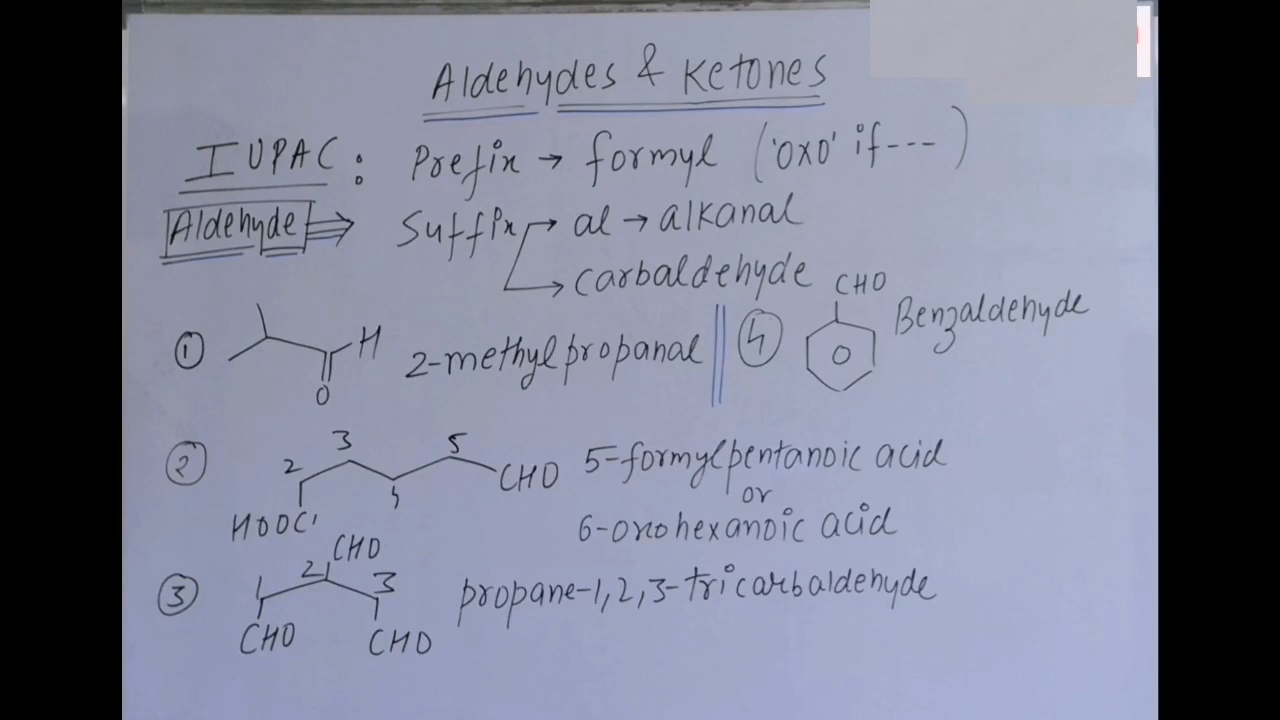 Aldehydes & Ketones
IUPAC: Prefix → formyl ('oxo' if---)
Aldehyde ⇒ Suffix → al → alkanal
→ carbaldehyde
CHO
① H 2-methylpropanal ④ Benzaldehyde
O
② 2 3 4 5 CHO 5-formylpentanoic acid
or
HOOC' 6-oxohexanoic acid
CHO
③ 1 2 3 propane-1,2,3-tricarbaldehyde
CHO CHO